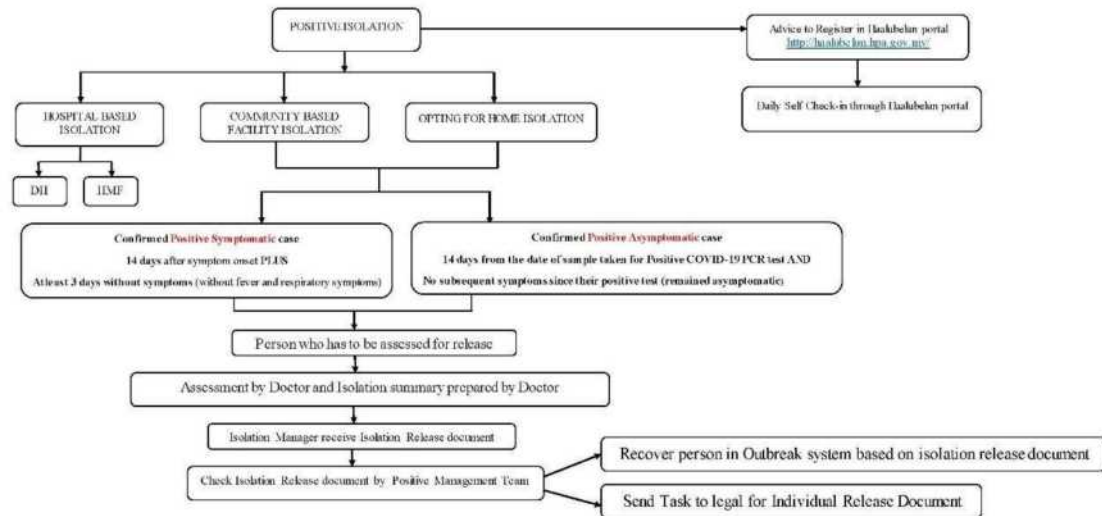 POSITIVE ISOLATION
Advice to Register in Haalubelun portal
http://haalubelun.hpa.gov.mv/
Daily Self Check-in through Haalubelun portal
HOSPITAL BASED
ISOLATION
COMMUNITY BASED
FACILITY ISOLATION
OPTING FOR HOME ISOLATION
DH
HMF
Confirmed Positive Symptomatic case
14 days after symptom onset PLUS
Atleast 3 days without symptoms (without fever and respiratory symptoms)
Confirmed Positive Asymptomatic case
14 days from the date of sample taken for Positive COVID-19 PCR test AND
No subsequent symptoms since their positive test (remained asymptomatic)
Person who has to be assessed for release
Assessment by Doctor and Isolation summary prepared by Doctor
Isolation Manager receive Isolation Release document
Check Isolation Release document by Positive Management Team
Recover person in Outbreak system based on isolation release document
Send Task to legal for Individual Release Document